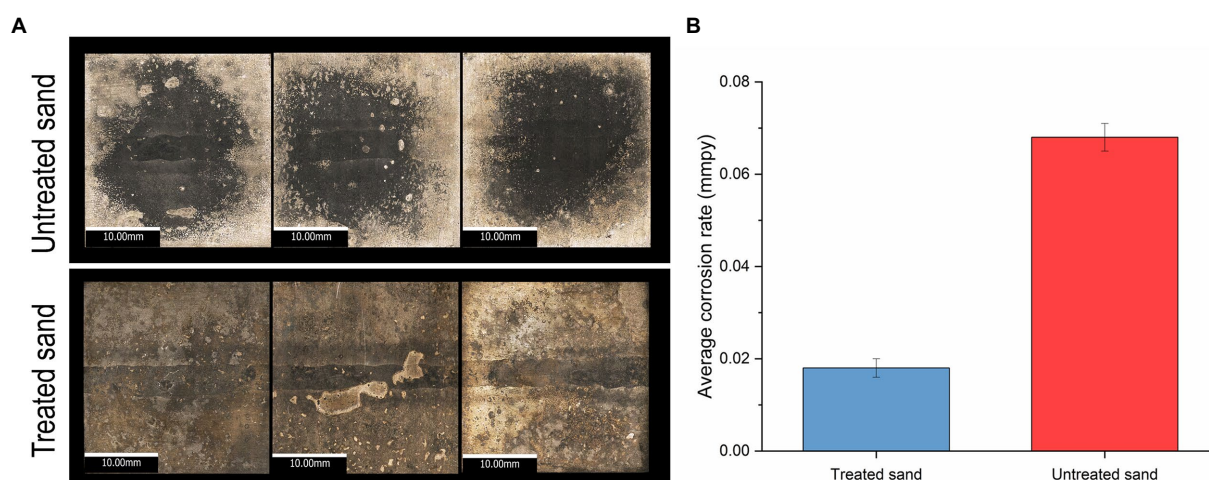 A
Untreated sand
10.00mm
10.00mm
10.00mm
Treated sand
10.00mm
10.00mm
10.00mm
B
Average corrosion rate (mmpy)
0.08
0.06
0.04
0.02
0.00
Treated sand
Untreated sand